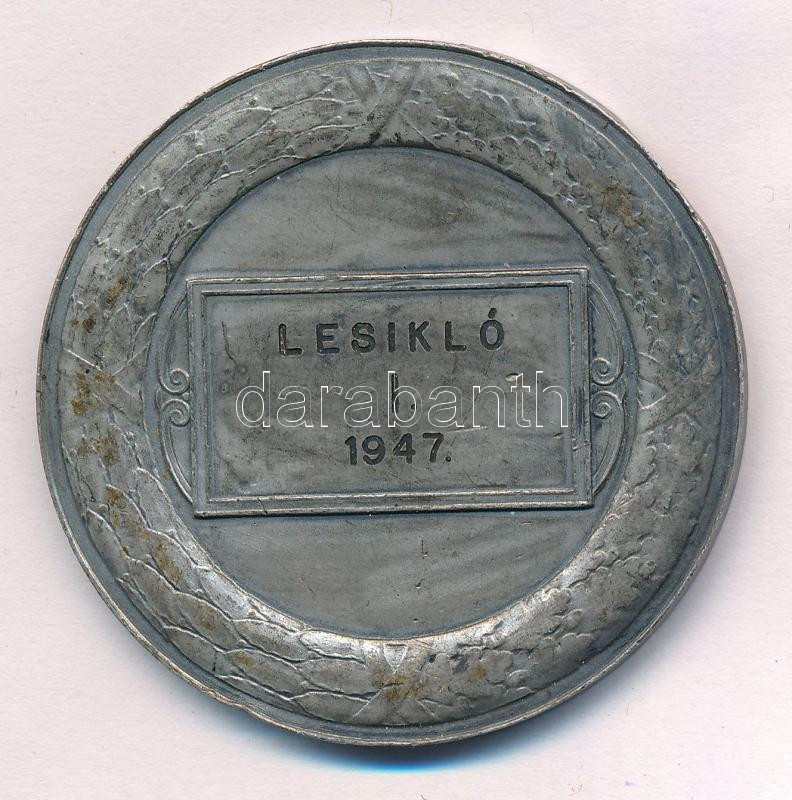 LESIKLÓ
I.
1947.
darabanth